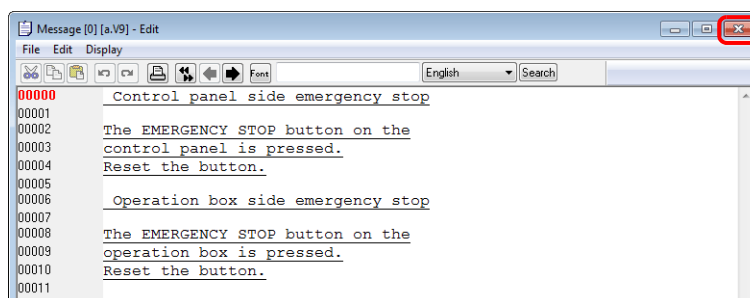 Message [0] [a.V9] - Edit
File Edit Display
Font English Search
00000 Control panel side emergency stop
00001
00002 The EMERGENCY STOP button on the
00003 control panel is pressed.
00004 Reset the button.
00005
00006 Operation box side emergency stop
00007
00008 The EMERGENCY STOP button on the
00009 operation box is pressed.
00010 Reset the button.
00011